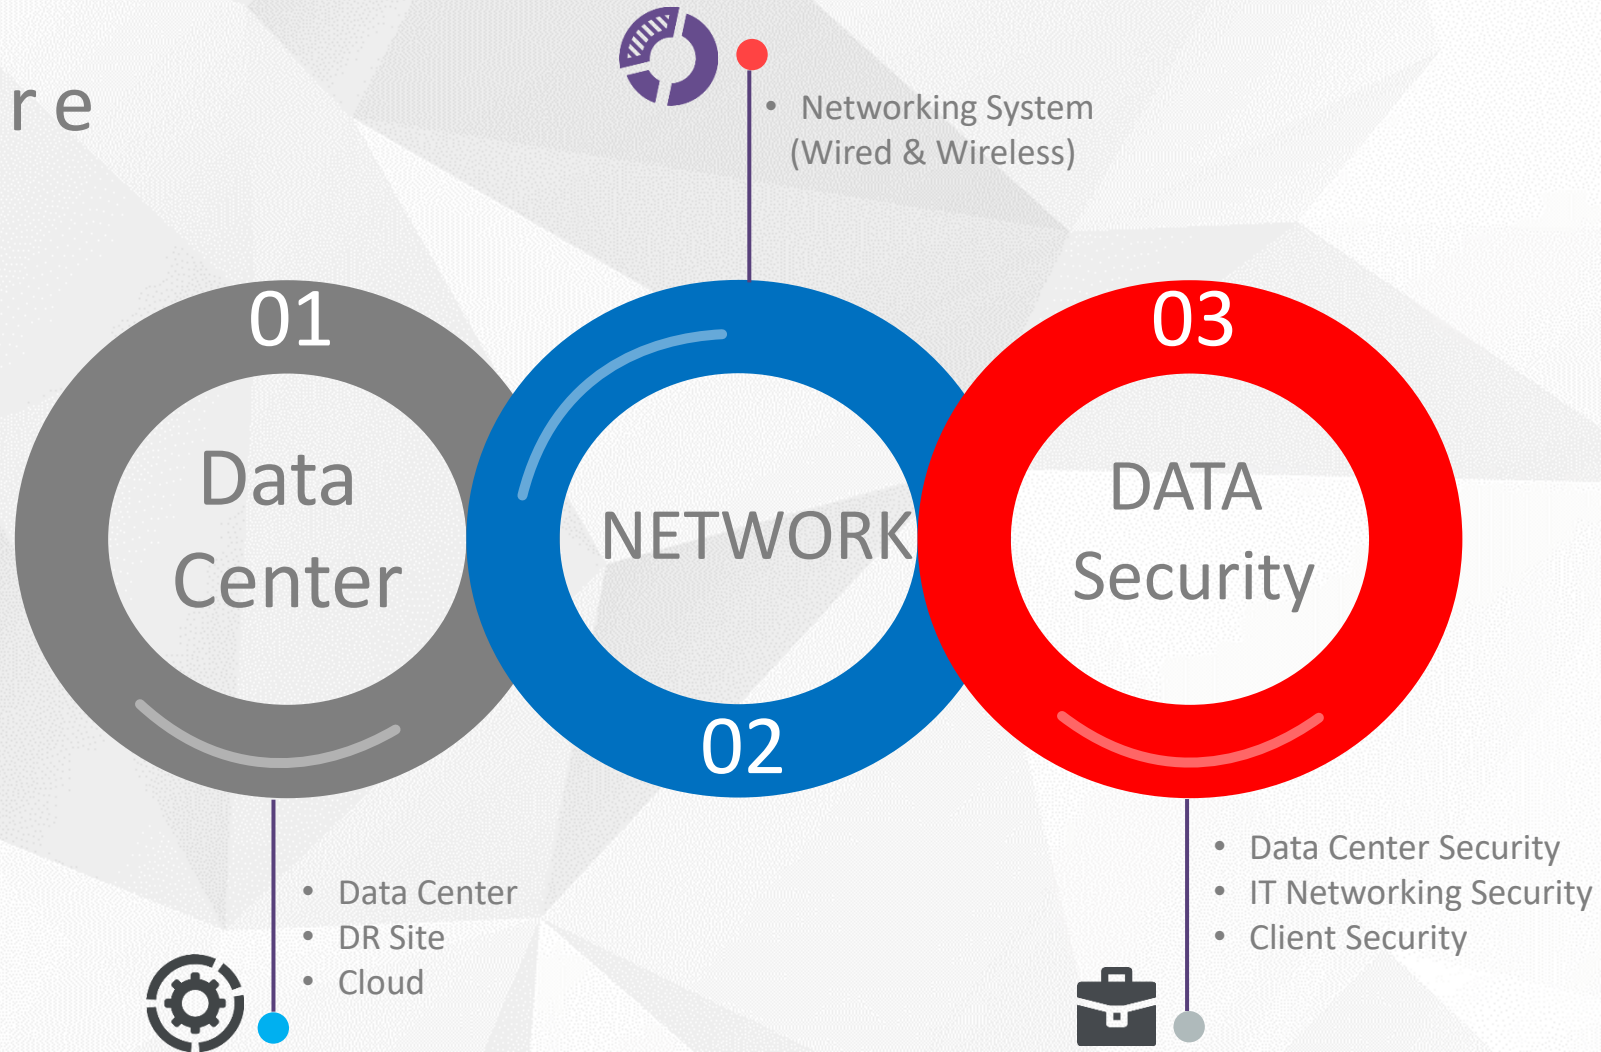 re
• Networking System
(Wired & Wireless)
01
Data
Center
NETWORK
02
03
DATA
Security
• Data Center
• DR Site
• Cloud
• Data Center Security
• IT Networking Security
• Client Security